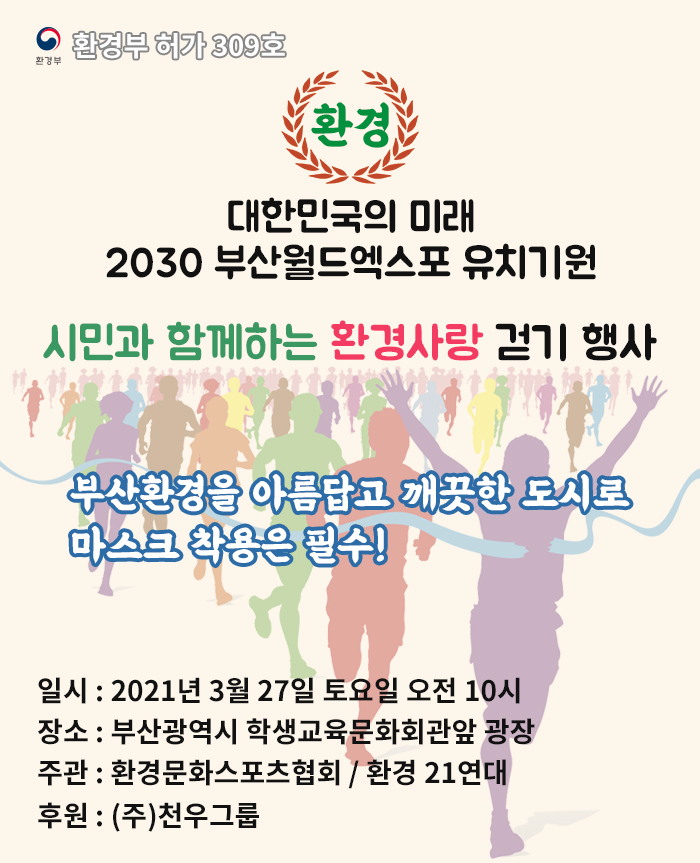 환경부 환경부 허가 309호
환경
대한민국의 미래
2030 부산월드엑스포 유치기원
시민과 함께하는 환경사랑 걷기 행사
부산환경을 아름답고 깨끗한 도시로
마스크 착용은 필수!
일시 : 2021년 3월 27일 토요일 오전 10시
장소 : 부산광역시 학생교육문화회관앞 광장
주관 : 환경문화스포츠협회 / 환경 21연대
후원 : (주)천우그룹